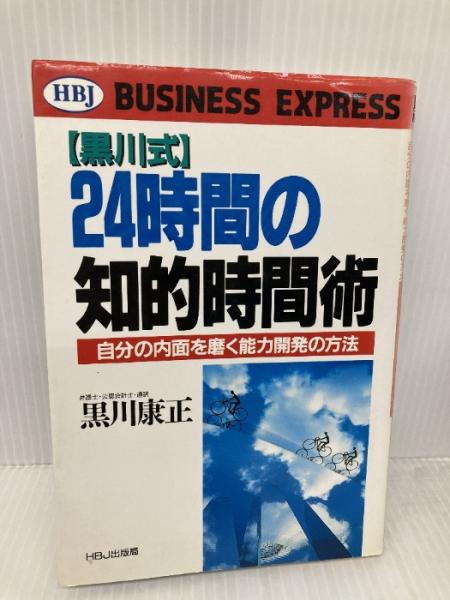 HBJ BUSINESS EXPRESS
【黒川式】
24時間の
知的時間術
自分の内面を磨く能力開発の方法
弁護士・公認会計士・通訳
黒川康正
HBJ出版局